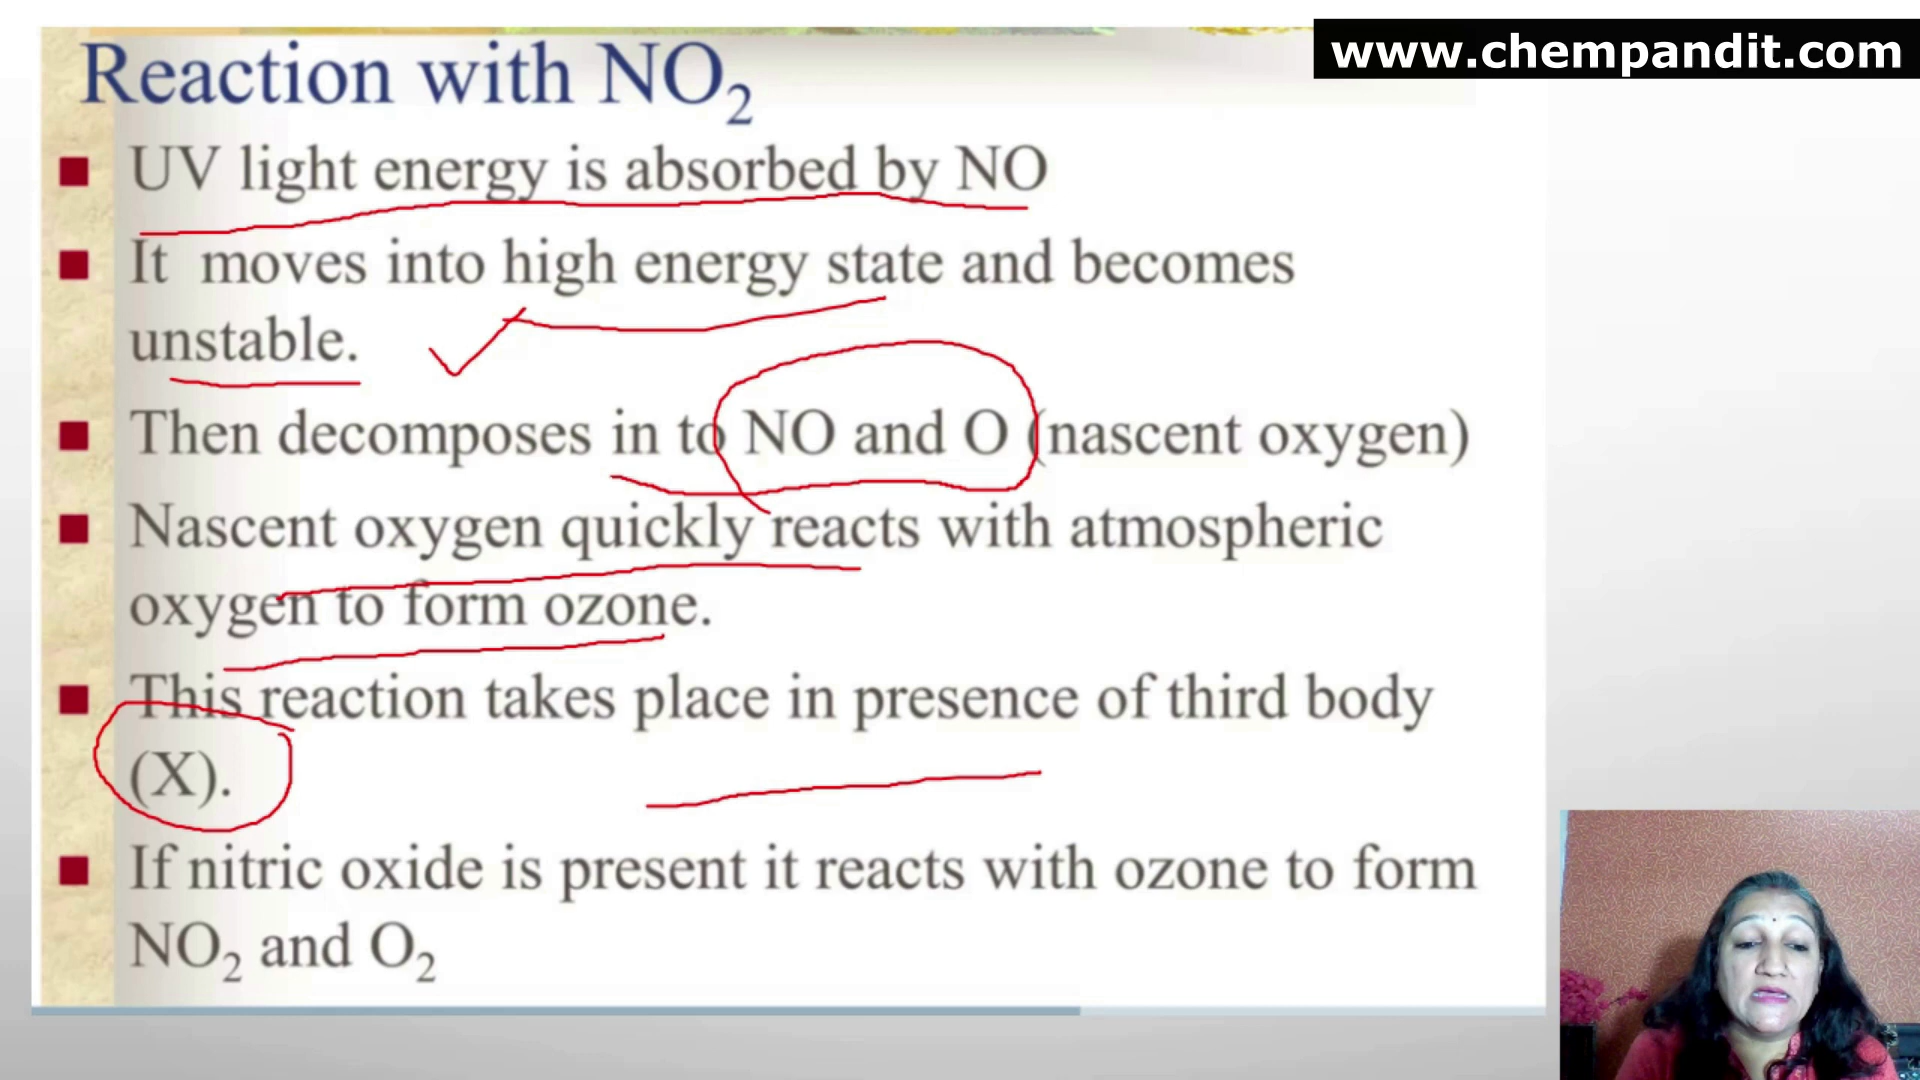 www.chempandit.com
Reaction with NO₂
UV light energy is absorbed by NO
It moves into high energy state and becomes
unstable.
Then decomposes in to NO and O (nascent oxygen)
Nascent oxygen quickly reacts with atmospheric
oxygen to form ozone.
This reaction takes place in presence of third body
(X).
If nitric oxide is present it reacts with ozone to form
NO₂ and O₂